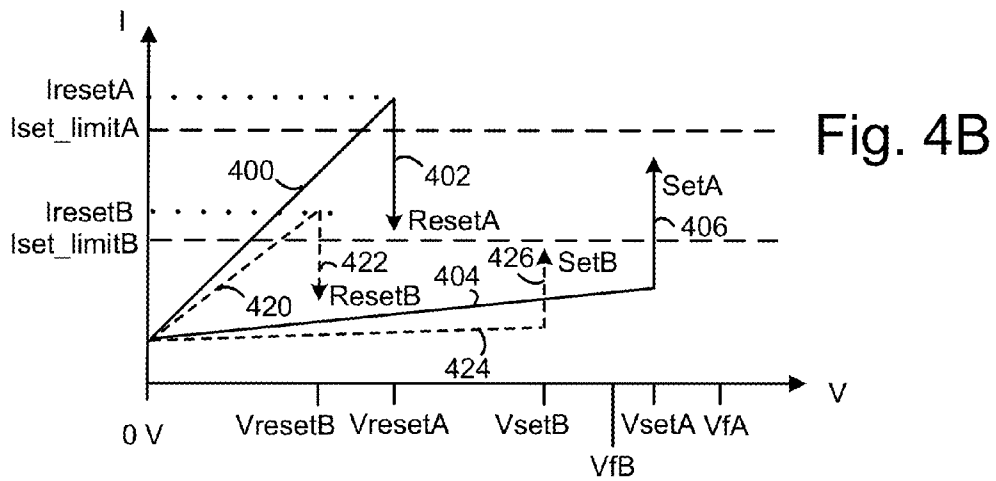 I
IresetA
Iset_limitA
Fig. 4B
400
402
SetA
IresetB
ResetA
406
Iset_limitB
422
426
SetB
404
420
ResetB
424
V
0 V
VresetB
VresetA
VsetB
VsetA
VfA
VfB